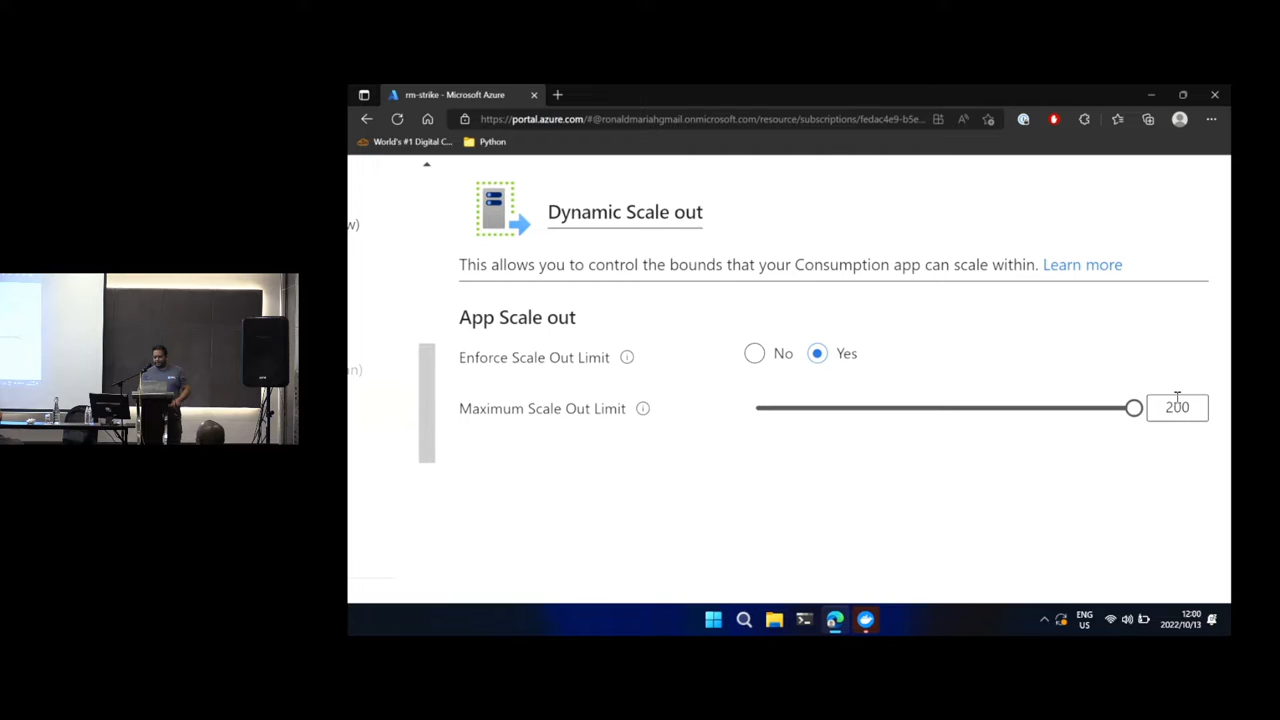 rm-strike - Microsoft Azure
https://portal.azure.com/#@ronaldmariahgmail.onmicrosoft.com/resource/subscriptions/fedac4e9-b5e...
World's #1 Digital C...
Python
w)
Dynamic Scale out
This allows you to control the bounds that your Consumption app can scale within. Learn more
App Scale out
Enforce Scale Out Limit
No
Yes
an)
Maximum Scale Out Limit
200
ENG
US
12:00
2022/10/13